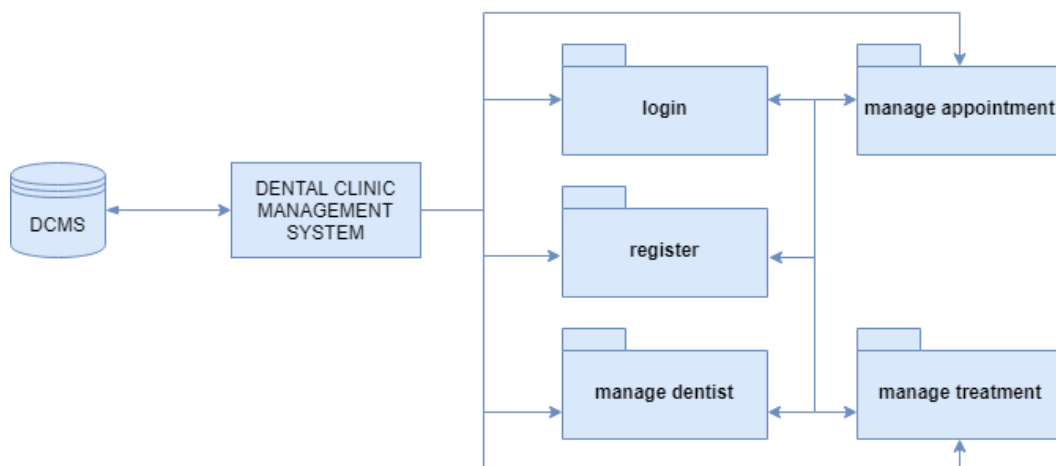 login
manage appointment
DCMS
DENTAL CLINIC
MANAGEMENT
SYSTEM
register
manage dentist
manage treatment